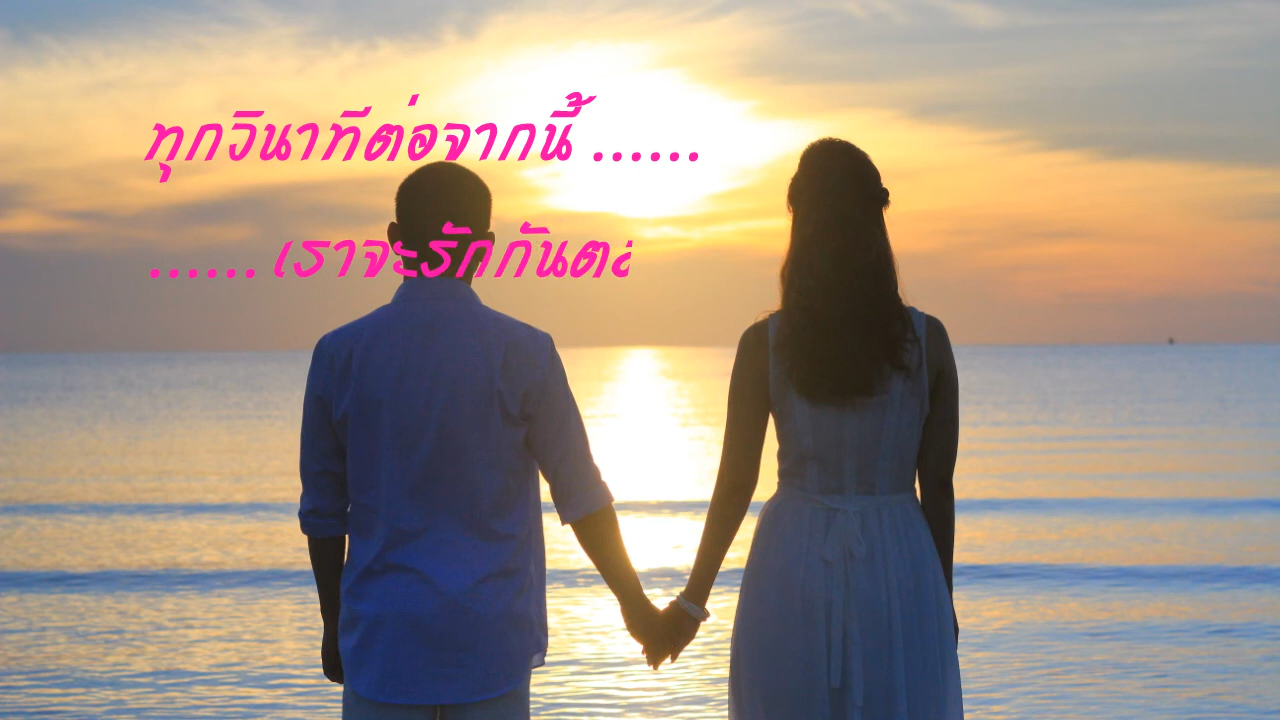 ทุกวินาทีต่อจากนี้ ......
...... เราจะรักกัน